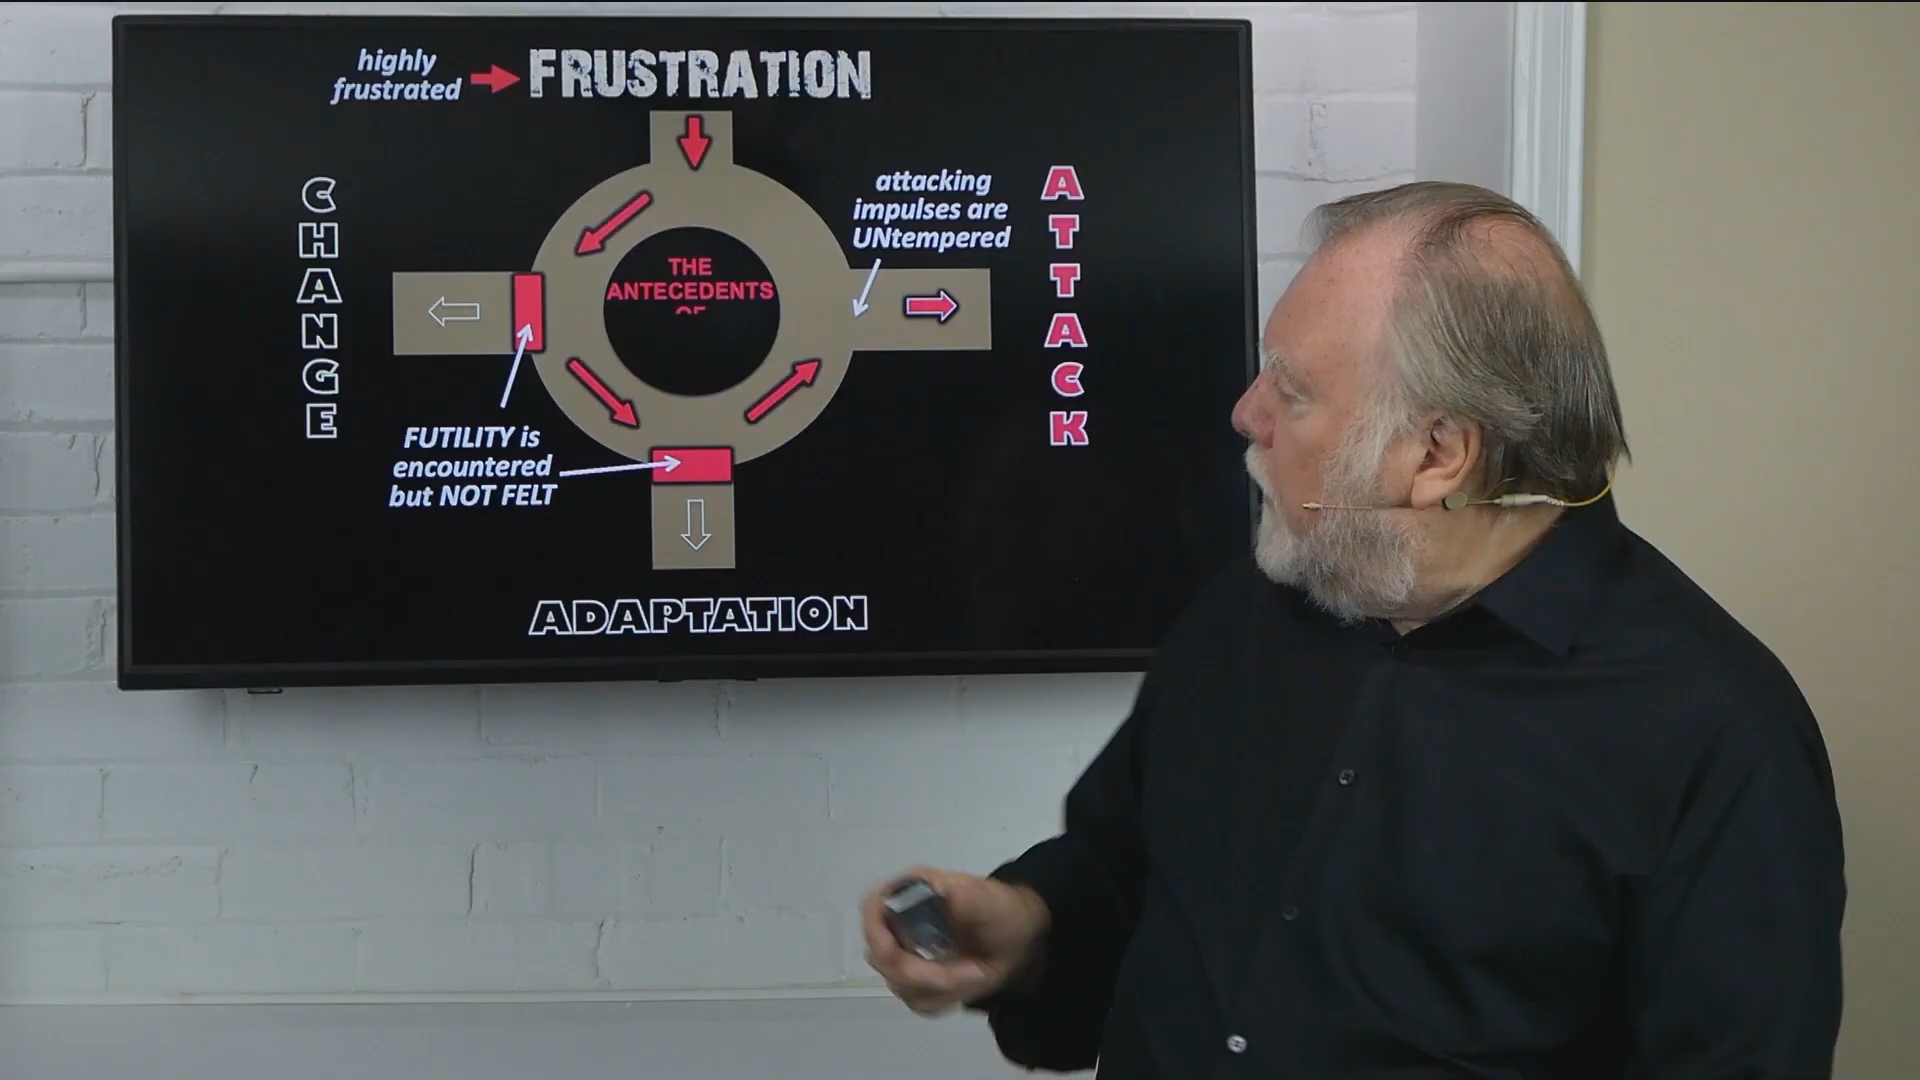 highly
frustrated
FRUSTRATION
CHANGE
attacking
impulses are
UNtempered
ATTACK
THE
ANTECEDENTS
FUTILITY is
encountered
but NOT FELT
ADAPTATION